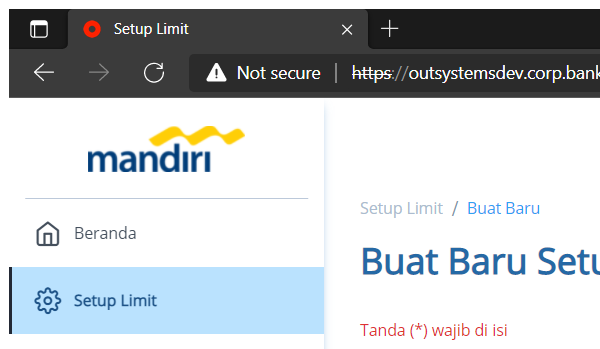 Setup Limit
Not secure https://outsystemsdev.corp.bank
mandiri
Setup Limit / Buat Baru
Beranda
Buat Baru Setu
Setup Limit
Tanda (*) wajib di isi